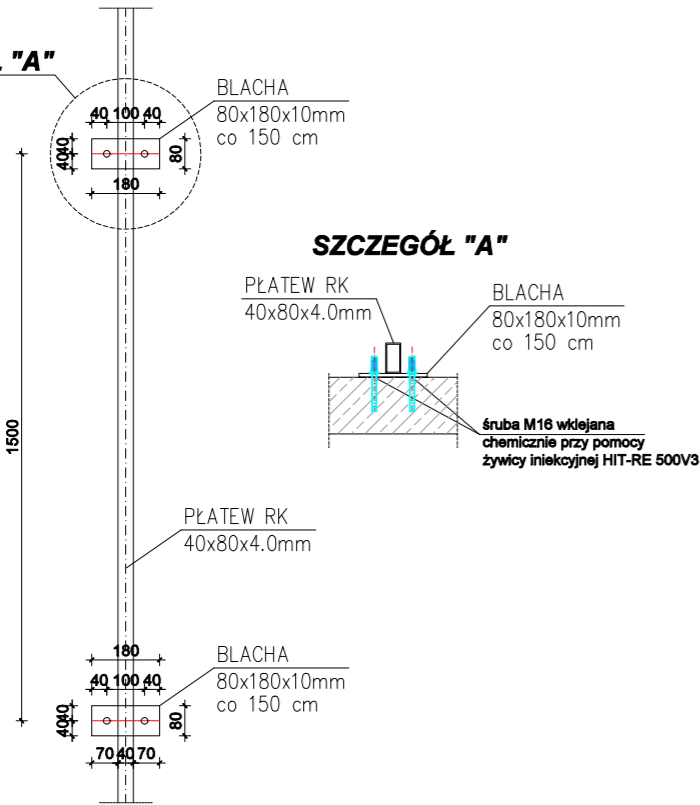 "A"
BLACHA
80x180x10mm
co 150 cm
40 100 40
40 40
80
180
SZCZEGÓŁ "A"
PŁATEW RK
40x80x4.0mm
BLACHA
80x180x10mm
co 150 cm
śruba M16 wklejana
chemicznie przy pomocy
żywicy iniekcyjnej HIT-RE 500V3
1500
PŁATEW RK
40x80x4.0mm
180
BLACHA
80x180x10mm
co 150 cm
40 100 40
40 40
80
70 40 70